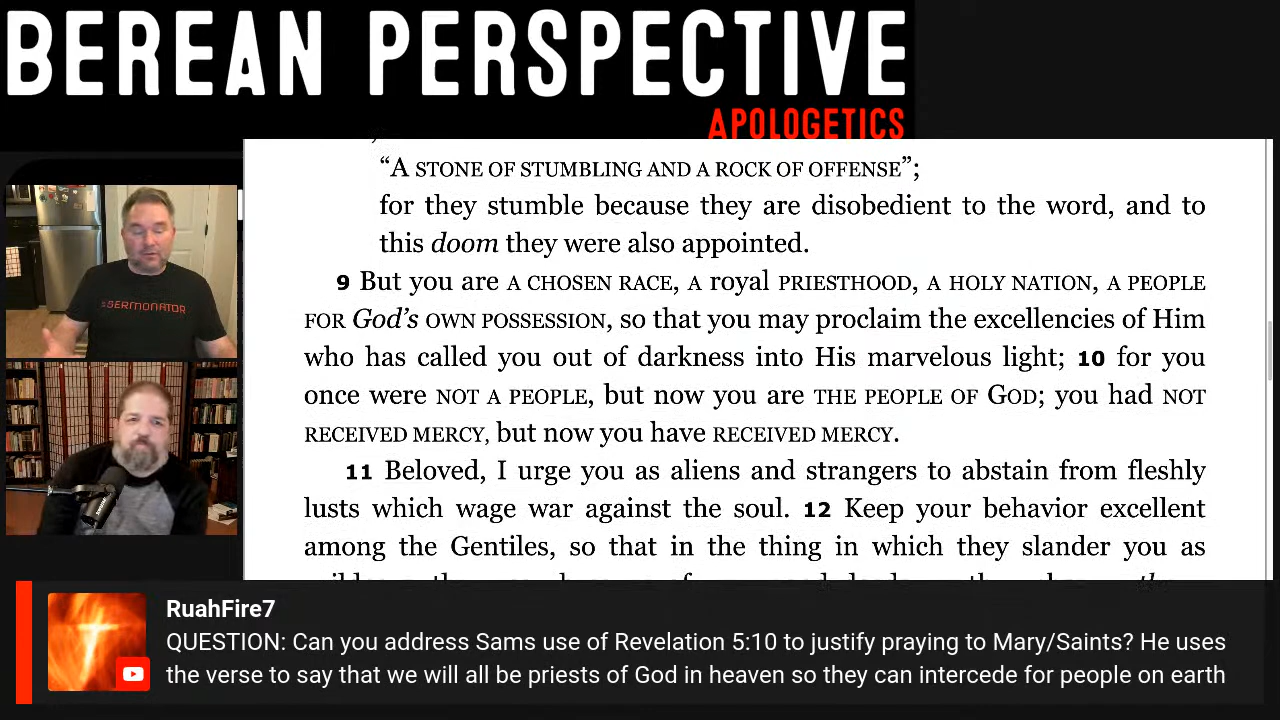 BEREAN PERSPECTIVE
APOLOGETICS
“A STONE OF STUMBLING AND A ROCK OF OFFENSE”;
for they stumble because they are disobedient to the word, and to
this doom they were also appointed.
9 But you are A CHOSEN RACE, A royal PRIESTHOOD, A HOLY NATION, A PEOPLE
FOR God’s OWN POSSESSION, so that you may proclaim the excellencies of Him
who has called you out of darkness into His marvelous light; 10 for you
once were NOT A PEOPLE, but now you are THE PEOPLE OF GOD; you had NOT
RECEIVED MERCY, but now you have RECEIVED MERCY.
11 Beloved, I urge you as aliens and strangers to abstain from fleshly
lusts which wage war against the soul. 12 Keep your behavior excellent
among the Gentiles, so that in the thing in which they slander you as
SERMONATOR
RuahFire7
QUESTION: Can you address Sams use of Revelation 5:10 to justify praying to Mary/Saints? He uses
the verse to say that we will all be priests of God in heaven so they can intercede for people on earth